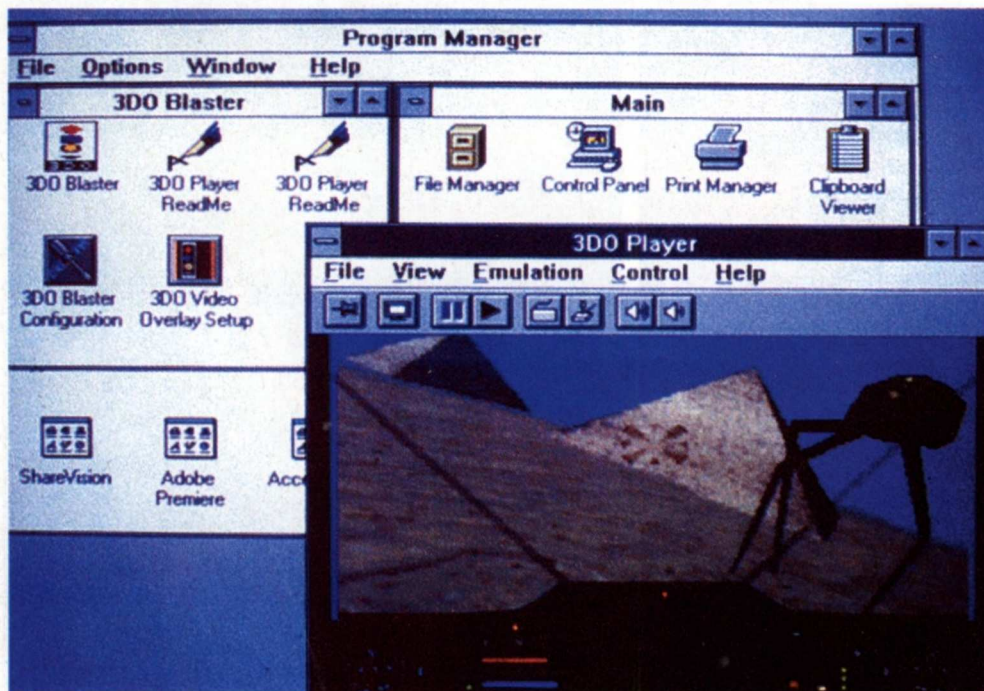 Program Manager
File Options Window Help
3DO Blaster
Main
3DO Blaster
3DO Player ReadMe
3DO Player ReadMe
File Manager
Control Panel
Print Manager
Clipboard Viewer
3DO Blaster Configuration
3DO Video Overlay Setup
3DO Player
File View Emulation Control Help
ShareVision
Adobe Premiere